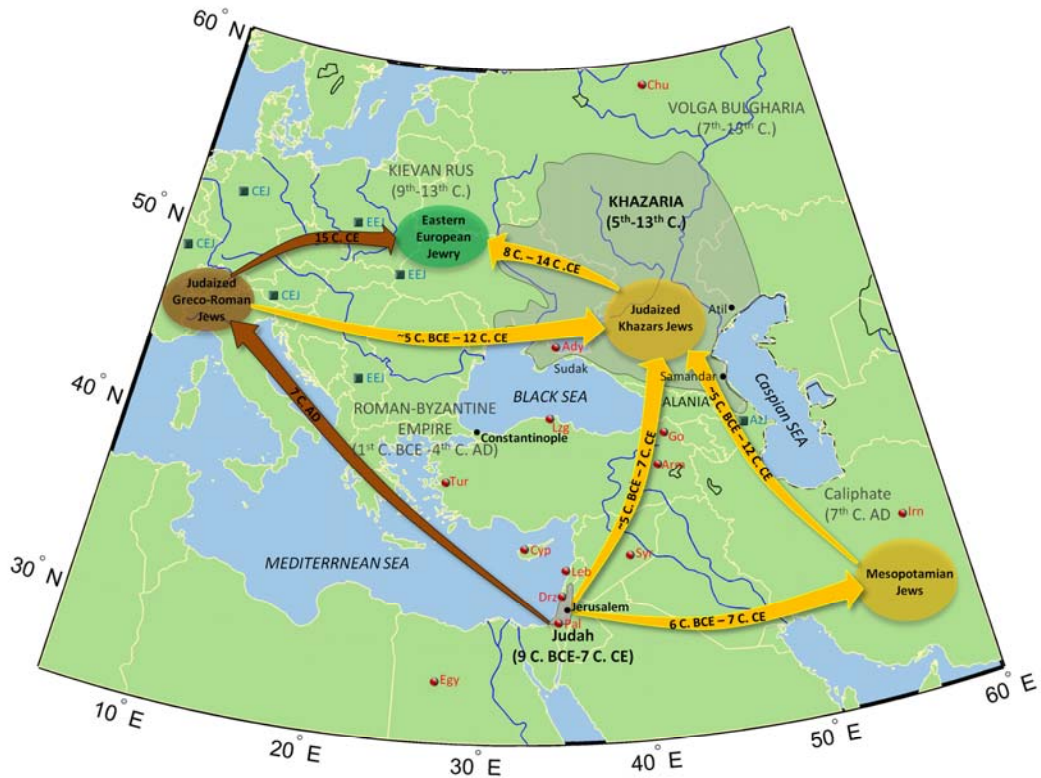 60° N
Chu
VOLGA BULGHARIA
(7th-13th C.)
KIEVAN RUS
(9th-13th C.)
50° N
CEJ
KHAZARIA
(5th-13th C.)
EEJ
Eastern
European
Jewry
15 C. CE
8 C. – 14 C .CE
CEJ
EEJ
Judaized
Greco-Roman
Jews
CEJ
Judaized
Khazars Jews
Atil
~5 C. BCE – 12 C. CE
Ady
Sudak
Samandar
40° N
EEJ
7 C. AD
BLACK SEA
ALANIA
Caspian SEA
~5 C. BCE – 12 C. CE
AzJ
ROMAN-BYZANTINE
EMPIRE
(1st C. BCE -4th C. AD)
Lzg
Constantinople
Go
Arm
~5 C. BCE – 7 C. CE
Tur
Caliphate
(7th C. AD
Irn
30° N
MEDITERRNEAN SEA
Cyp
Syr
Leb
Mesopotamian
Jews
Drz
Jerusalem
6 C. BCE – 7 C. CE
Pal
Judah
(9 C. BCE-7 C. CE)
Egy
10° E
20° E
30° E
40° E
50° E
60° E